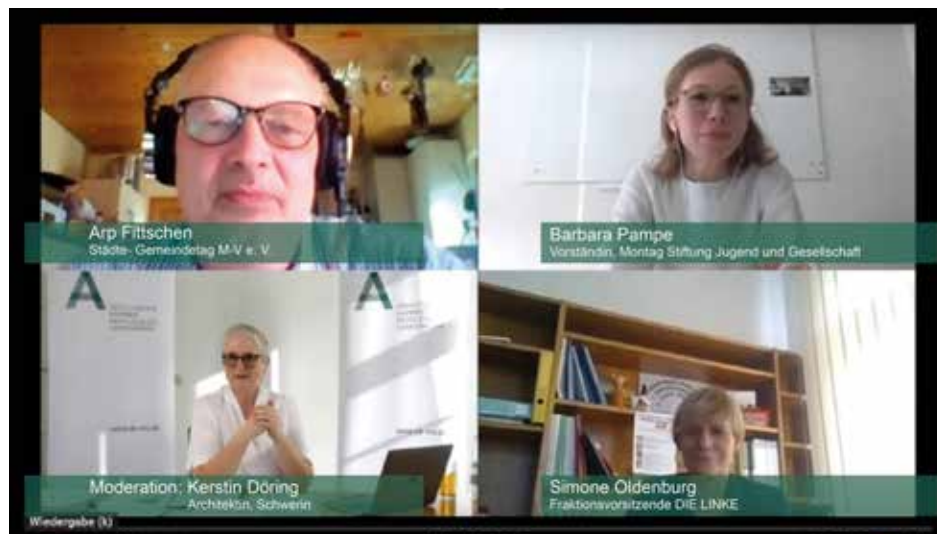 Arp Fittschen
Städte- Gemeindetag M-V e. V.
Barbara Pampe
Vorständin, Montag Stiftung Jugend und Gesellschaft
A
A
Moderation: Kerstin Döring
Architektin, Schwerin
Simone Oldenburg
Fraktionsvorsitzende DIE LINKE
Wiedergabe (k)